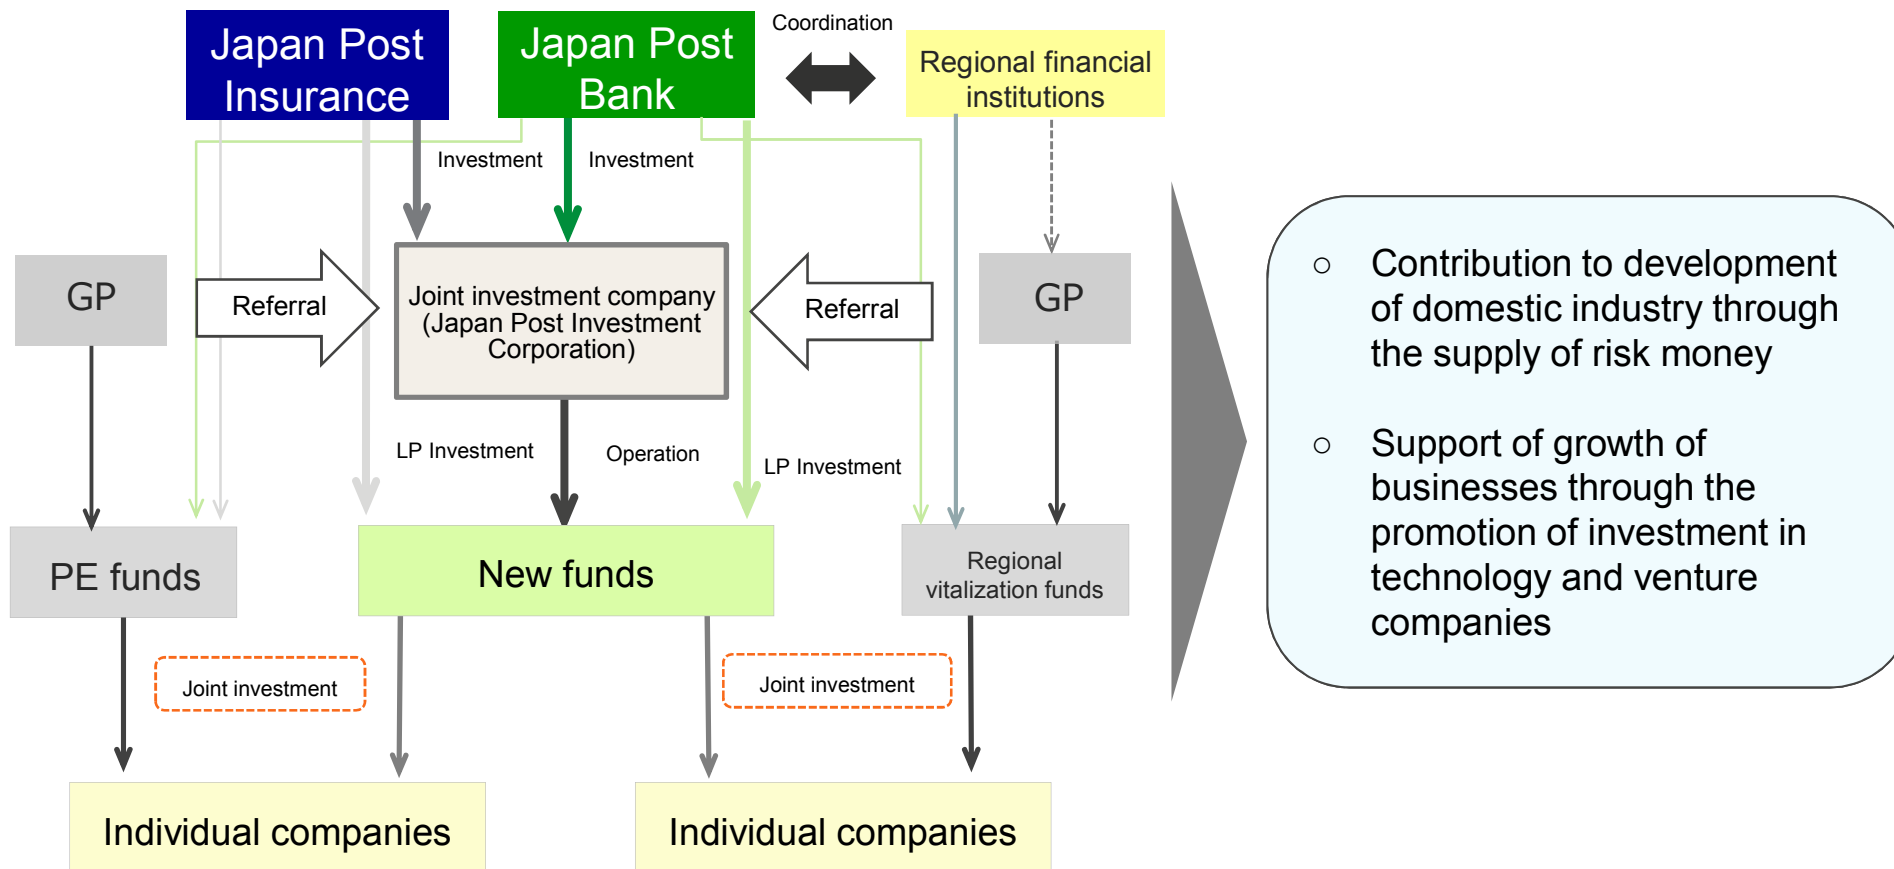 Japan Post
Insurance
Japan Post
Bank
Coordination
Regional financial
institutions
Investment
Investment
GP
Referral
Joint investment company
(Japan Post Investment
Corporation)
Referral
GP
LP Investment
Operation
LP Investment
PE funds
New funds
Regional
vitalization funds
Joint investment
Joint investment
Individual companies
Individual companies
○ Contribution to development
of domestic industry through
the supply of risk money
○ Support of growth of
businesses through the
promotion of investment in
technology and venture
companies